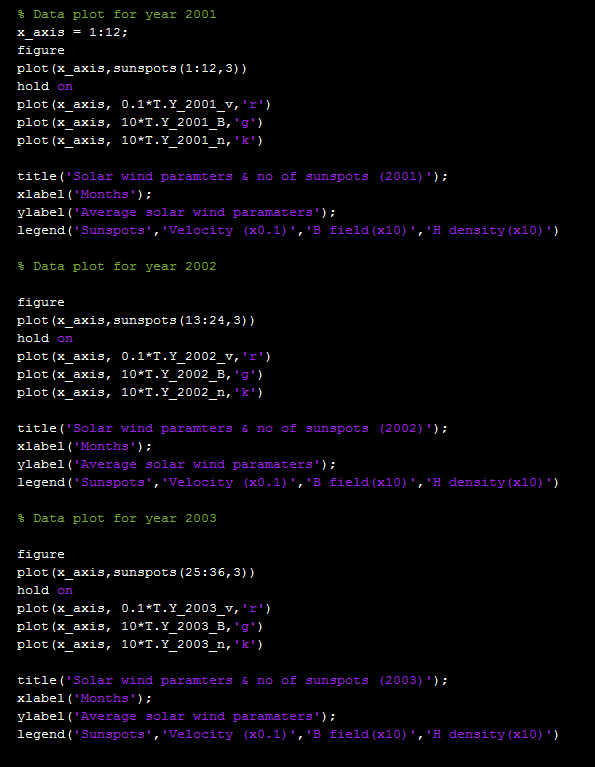 % Data plot for year 2001
x_axis = 1:12;
figure
plot(x_axis,sunspots(1:12,3))
hold on
plot(x_axis, 0.1*T.Y_2001_v,'r')
plot(x_axis, 10*T.Y_2001_B,'g')
plot(x_axis, 10*T.Y_2001_n,'k')
title('Solar wind paramters & no of sunspots (2001)');
xlabel('Months');
ylabel('Average solar wind paramaters');
legend('Sunspots','Velocity (x0.1)','B field(x10)','H density(x10)')
% Data plot for year 2002
figure
plot(x_axis,sunspots(13:24,3))
hold on
plot(x_axis, 0.1*T.Y_2002_v,'r')
plot(x_axis, 10*T.Y_2002_B,'g')
plot(x_axis, 10*T.Y_2002_n,'k')
title('Solar wind paramters & no of sunspots (2002)');
xlabel('Months');
ylabel('Average solar wind paramaters');
legend('Sunspots','Velocity (x0.1)','B field(x10)','H density(x10)')
% Data plot for year 2003
figure
plot(x_axis,sunspots(25:36,3))
hold on
plot(x_axis, 0.1*T.Y_2003_v,'r')
plot(x_axis, 10*T.Y_2003_B,'g')
plot(x_axis, 10*T.Y_2003_n,'k')
title('Solar wind paramters & no of sunspots (2003)');
xlabel('Months');
ylabel('Average solar wind paramaters');
legend('Sunspots','Velocity (x0.1)','B field(x10)','H density(x10)')